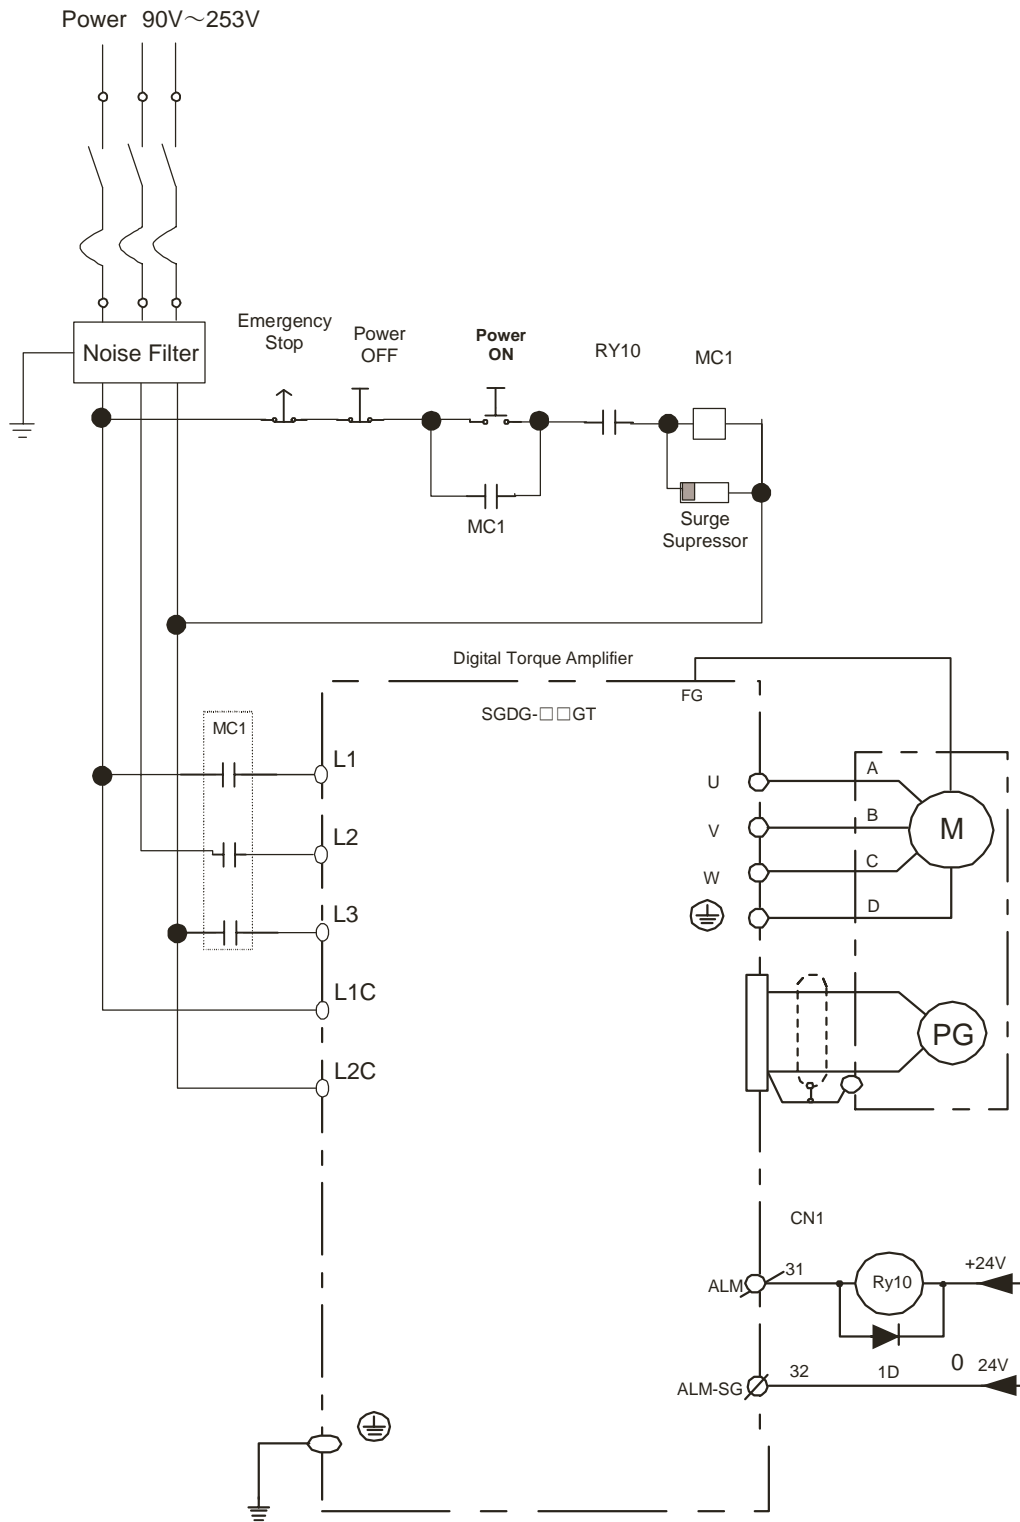 Power 90V～253V
Noise Filter
Emergency
Stop
Power
OFF
Power
ON
RY10
MC1
MC1
Surge
Supressor
Digital Torque Amplifier
FG
SGDG-□□GT
MC1
L1
L2
L3
L1C
L2C
U
V
W
A
B
C
D
M
PG
CN1
ALM
31
Ry10
+24V
ALM-SG
32
1D
0 24V